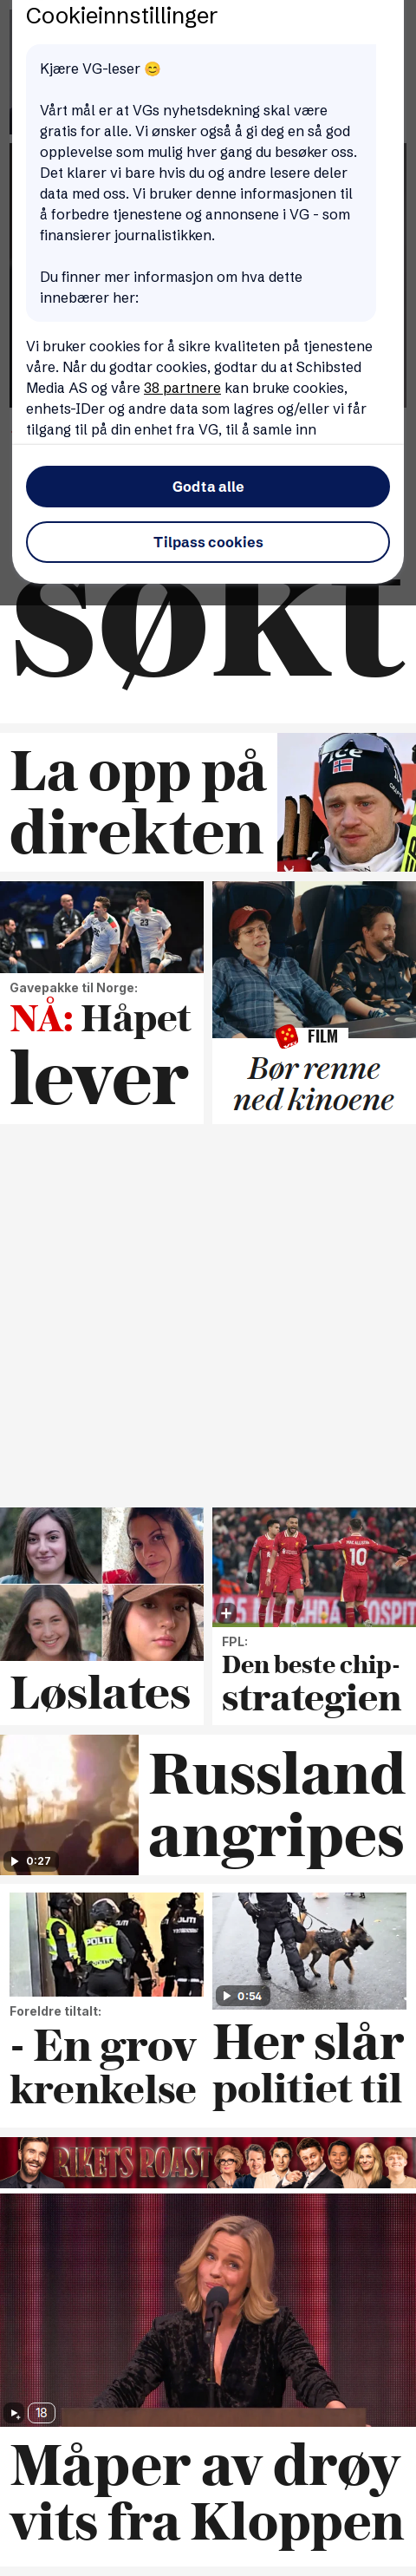 Cookieinnstillinger
Kjære VG-leser 😊
Vårt mål er at VGs nyhetsdekning skal være
gratis for alle. Vi ønsker også å gi deg en så god
opplevelse som mulig hver gang du besøker oss.
Det klarer vi bare hvis du og andre lesere deler
data med oss. Vi bruker denne informasjonen til
å forbedre tjenestene og annonsene i VG - som
finansierer journalistikken.
Du finner mer informasjon om hva dette
innebærer her:
Vi bruker cookies for å sikre kvaliteten på tjenestene
våre. Når du godtar cookies, godtar du at Schibsted
Media AS og våre 38 partnere kan bruke cookies,
enhets-IDer og andre data som lagres og/eller vi får
tilgang til på din enhet fra VG, til å samle inn
Godta alle
Tilpass cookies
søkt
La opp på
direkten
Gavepakke til Norge:
NÅ: Håpet
lever
FILM
Bør renne
ned kinoene
Løslates
FPL:
Den beste chip-
strategien
0:27
Russland
angripes
Foreldre tiltalt:
- En grov
krenkelse
0:54
Her slår
politiet til
RIKETS ROAST
18
Måper av drøy
vits fra Kloppen